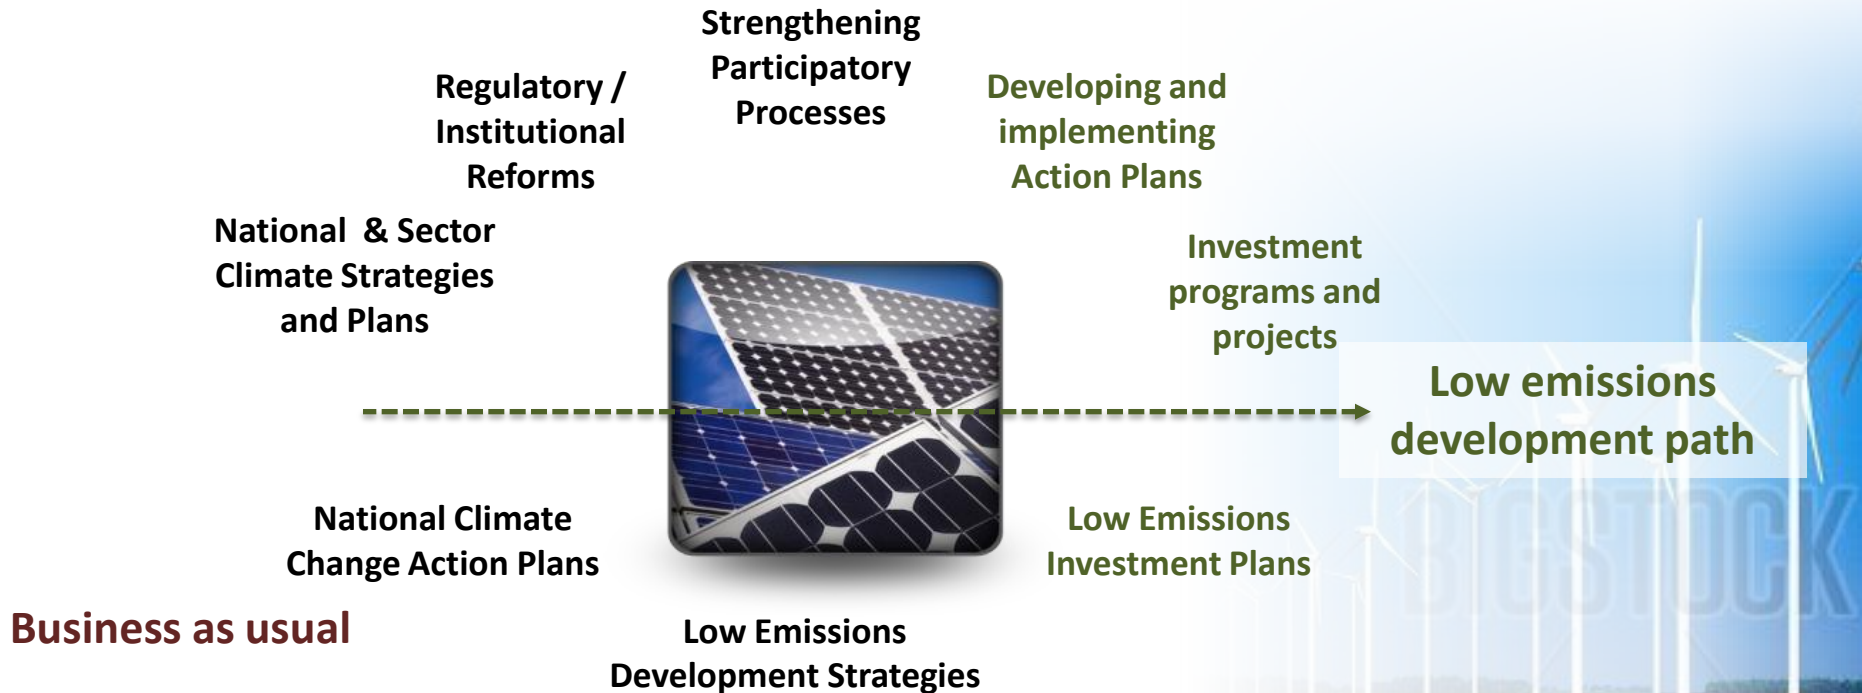 Strengthening
Participatory
Processes
Regulatory /
Institutional
Reforms
Developing and
implementing
Action Plans
National & Sector
Climate Strategies
and Plans
Investment
programs and
projects
Low emissions
development path
National Climate
Change Action Plans
Low Emissions
Investment Plans
Business as usual
Low Emissions
Development Strategies
BIGSTOCK